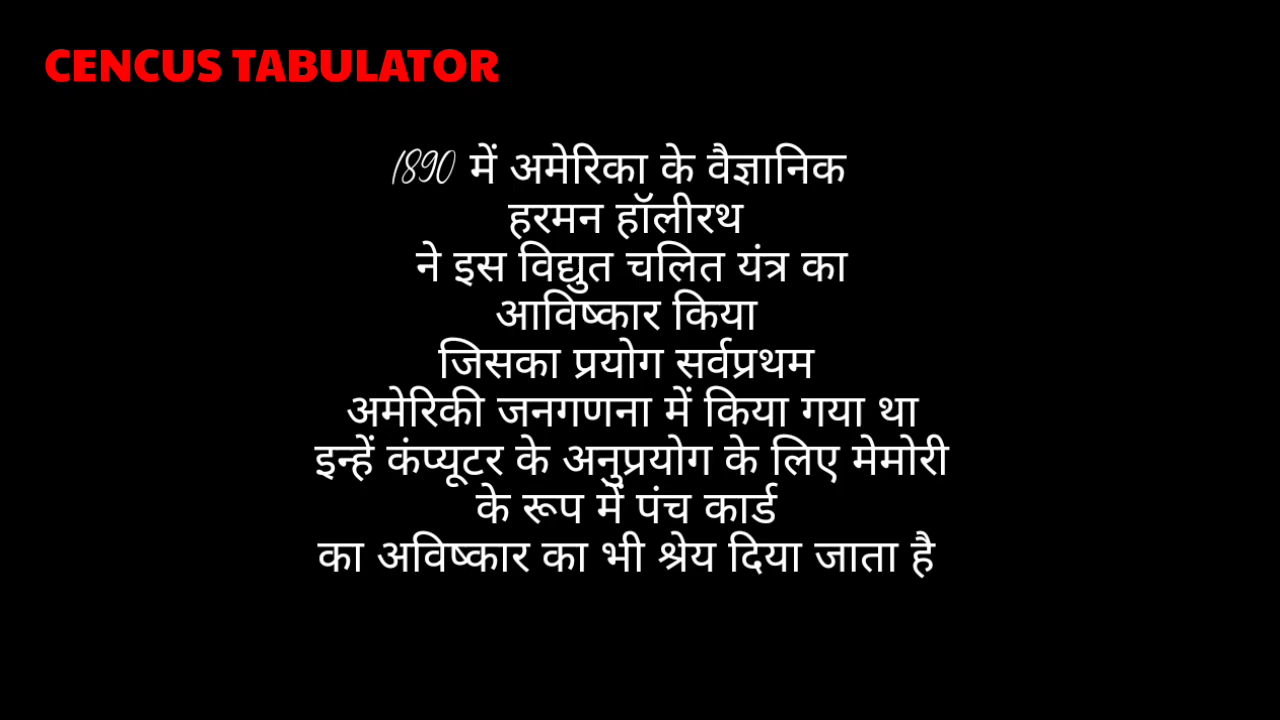 CENCUS TABULATOR
1890 में अमेरिका के वैज्ञानिक
हरमन हॉलीरथ
ने इस विद्युत चलित यंत्र का
आविष्कार किया
जिसका प्रयोग सर्वप्रथम
अमेरिकी जनगणना में किया गया था
इन्हें कंप्यूटर के अनुप्रयोग के लिए मेमोरी
के रूप में पंच कार्ड
का अविष्कार का भी श्रेय दिया जाता है